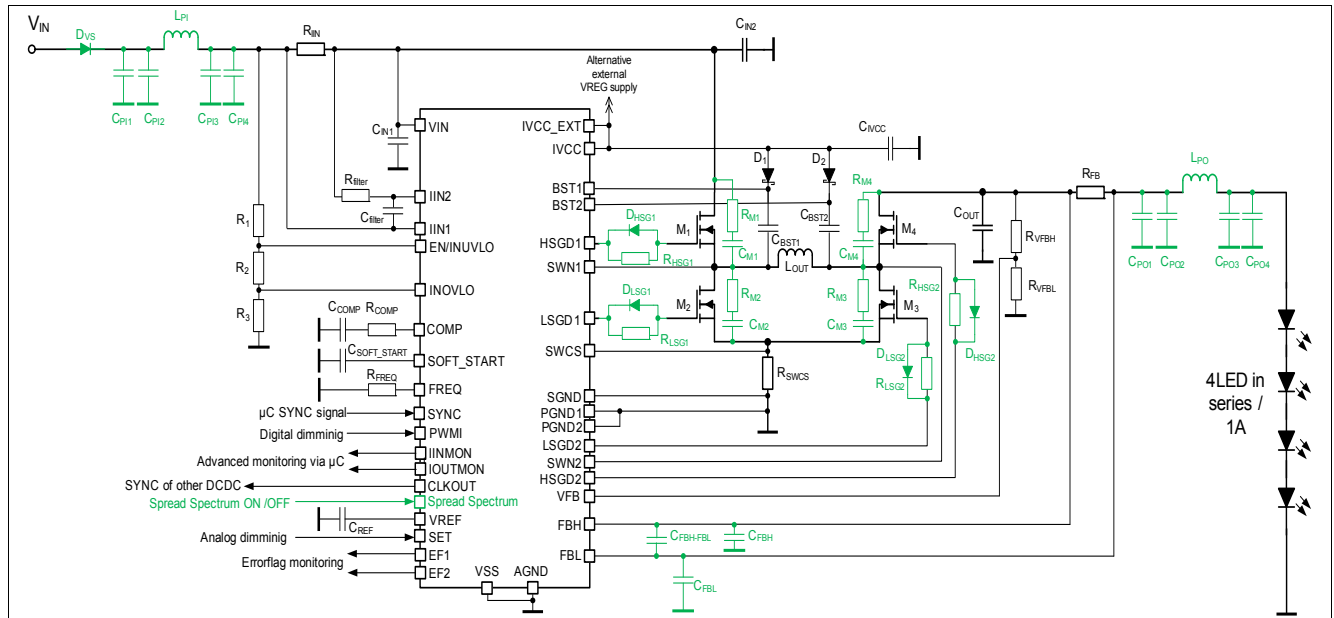 VIN
DVS
LPI
RIIN
CIN2
CPI1
CPI2
CPI3
CPI4
Alternative
external
VREG supply
CIN1
VIN
IVCC_EXT
IVCC
CIVCC
D1
D2
Rfilter
Cfilter
IIN2
IIN1
BST1
BST2
RM1
CM1
CBST1
CBST2
RM4
CM4
COUT
RFB
LPO
RVFBH
RVFBL
CPO1
CPO2
CPO3
CPO4
R1
R2
R3
EN/INUVLO
INOVLO
HSGD1
SWN1
LSGD1
SWCS
DHSG1
RHSG1
DLSG1
RLSG1
M1
M2
M3
M4
LOUT
RM2
CM2
RM3
CM3
RHSG2
DHSG2
DLSG2
RLSG2
RSWCS
CCOMP
RCOMP
COMP
CSOFT_START
SOFT_START
RFREQ
FREQ
SGND
PGND1
PGND2
LSGD2
SWN2
HSGD2
VFB
FBH
FBL
µC SYNC signal
SYNC
Digital dimminig
PWMI
Advanced monitoring via µC
IINMON
IOUTMON
SYNC of other DCDC
CLKOUT
Spread Spectrum ON /OFF
Spread Spectrum
CREF
VREF
Analog dimminig
SET
Errorflag monitoring
EF1
EF2
VSS
AGND
CFBH-FBL
CFBH
CFBL
4LED in
series /
1A